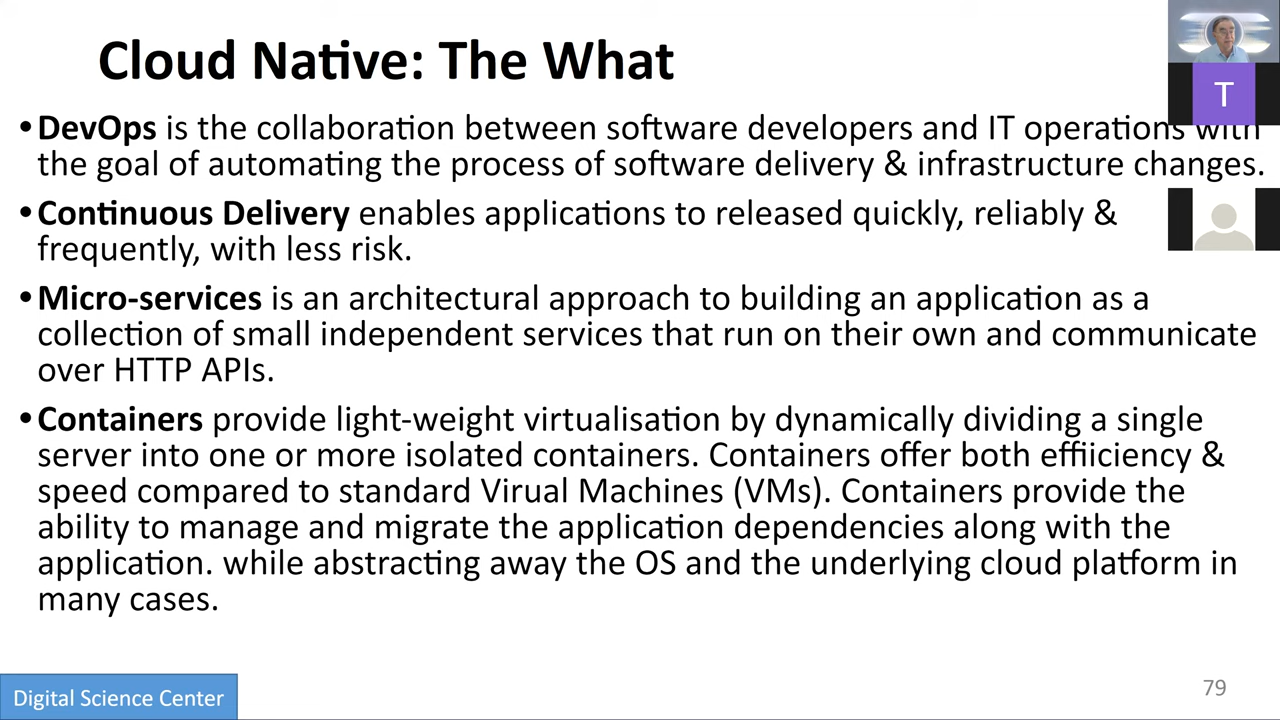 Cloud Native: The What
T
•DevOps is the collaboration between software developers and IT operations with
the goal of automating the process of software delivery & infrastructure changes.
•Continuous Delivery enables applications to released quickly, reliably &
frequently, with less risk.
•Micro-services is an architectural approach to building an application as a
collection of small independent services that run on their own and communicate
over HTTP APIs.
•Containers provide light-weight virtualisation by dynamically dividing a single
server into one or more isolated containers. Containers offer both effiiciency &
speed compared to standard Virual Machines (VMs). Containers provide the
ability to manage and migrate the application dependencies along with the
application. while abstracting away the OS and the underlying cloud platform in
many cases.
Digital Science Center
79